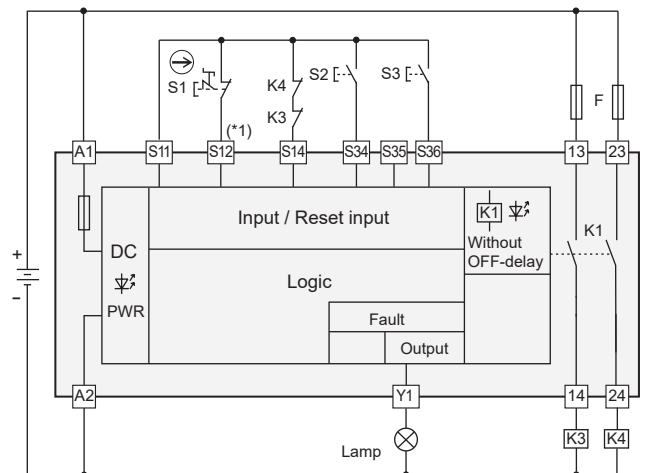 S1
K4
K3
S2
S3
F
(*1)
A1
S11
S12
S14
S34
S35
S36
13
23
Input / Reset input
K1
Without
OFF-delay
K1
DC
PWR
+
-
Logic
Fault
Output
A2
Y1
14
24
Lamp
K3
K4